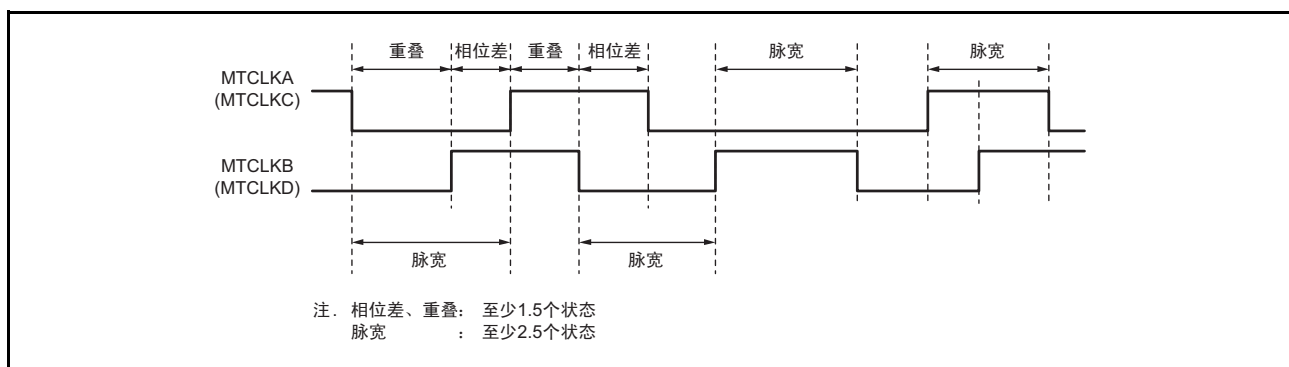 重叠 相位差 重叠 相位差 脉宽 脉宽
MTCLKA
(MTCLKC)
MTCLKB
(MTCLKD)
脉宽 脉宽
注. 相位差、重叠: 至少1.5个状态
脉宽 : 至少2.5个状态